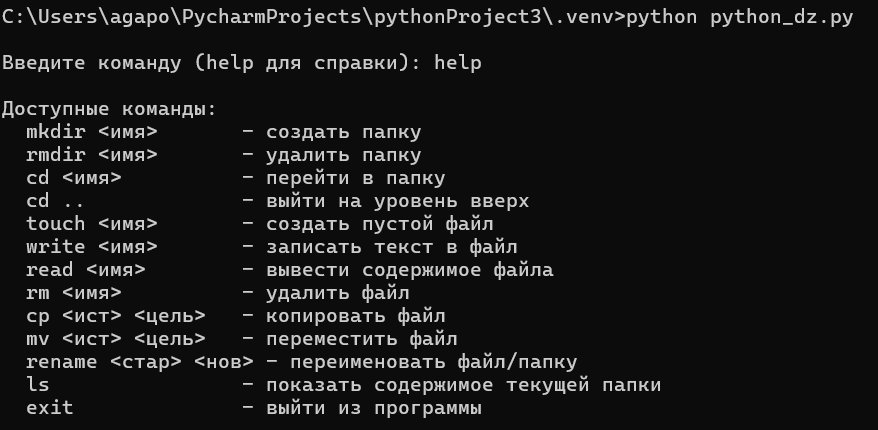 C:\Users\agapo\PycharmProjects\pythonProject3\.venv>python python_dz.py
Введите команду (help для справки): help
Доступные команды:
mkdir <имя> - создать папку
rmdir <имя> - удалить папку
cd <имя> - перейти в папку
cd .. - выйти на уровень вверх
touch <имя> - создать пустой файл
write <имя> - записать текст в файл
read <имя> - вывести содержимое файла
rm <имя> - удалить файл
cp <ист> <цель> - копировать файл
mv <ист> <цель> - переместить файл
rename <стар> <нов> - переименовать файл/папку
ls - показать содержимое текущей папки
exit - выйти из программы